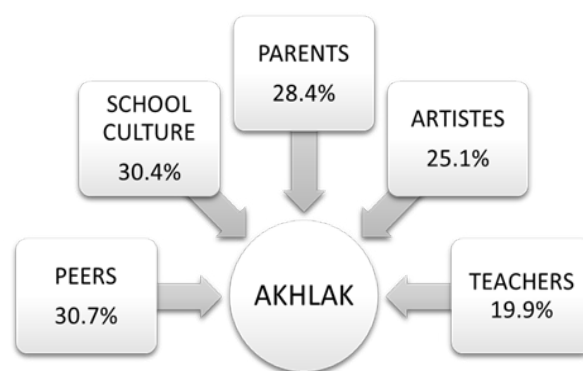 PARENTS
28.4%
SCHOOL
CULTURE
30.4%
ARTISTES
25.1%
PEERS
30.7%
AKHLAK
TEACHERS
19.9%